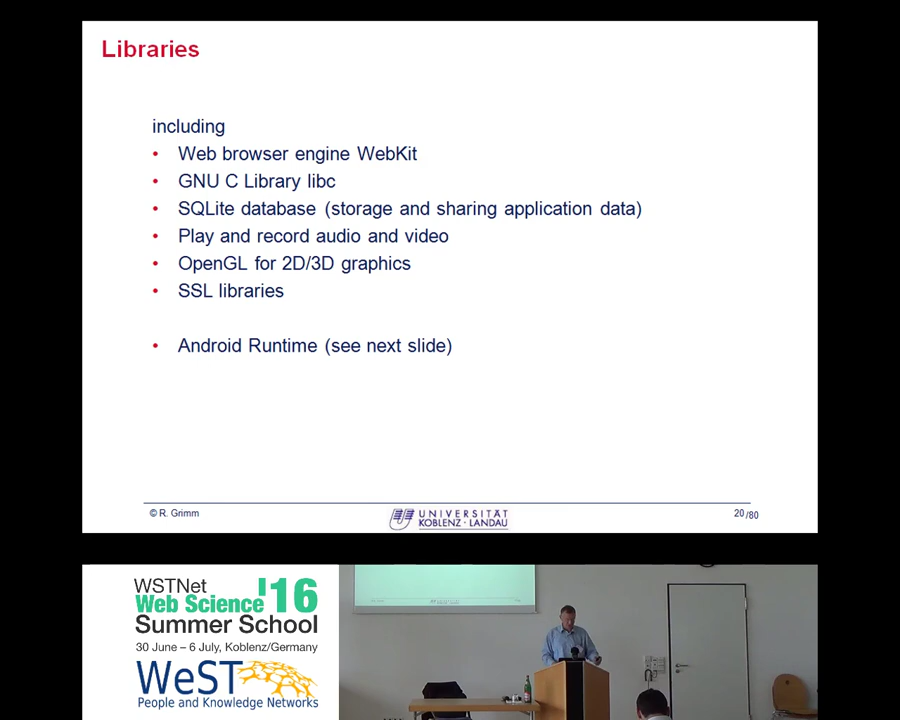 Libraries
including
• Web browser engine WebKit
• GNU C Library libc
• SQLite database (storage and sharing application data)
• Play and record audio and video
• OpenGL for 2D/3D graphics
• SSL libraries
• Android Runtime (see next slide)
© R. Grimm
UNIVERSITÄT
KOBLENZ · LANDAU
20/80
WSTNet
Web Science '16
Summer School
30 June – 6 July, Koblenz/Germany
WeST
People and Knowledge Networks